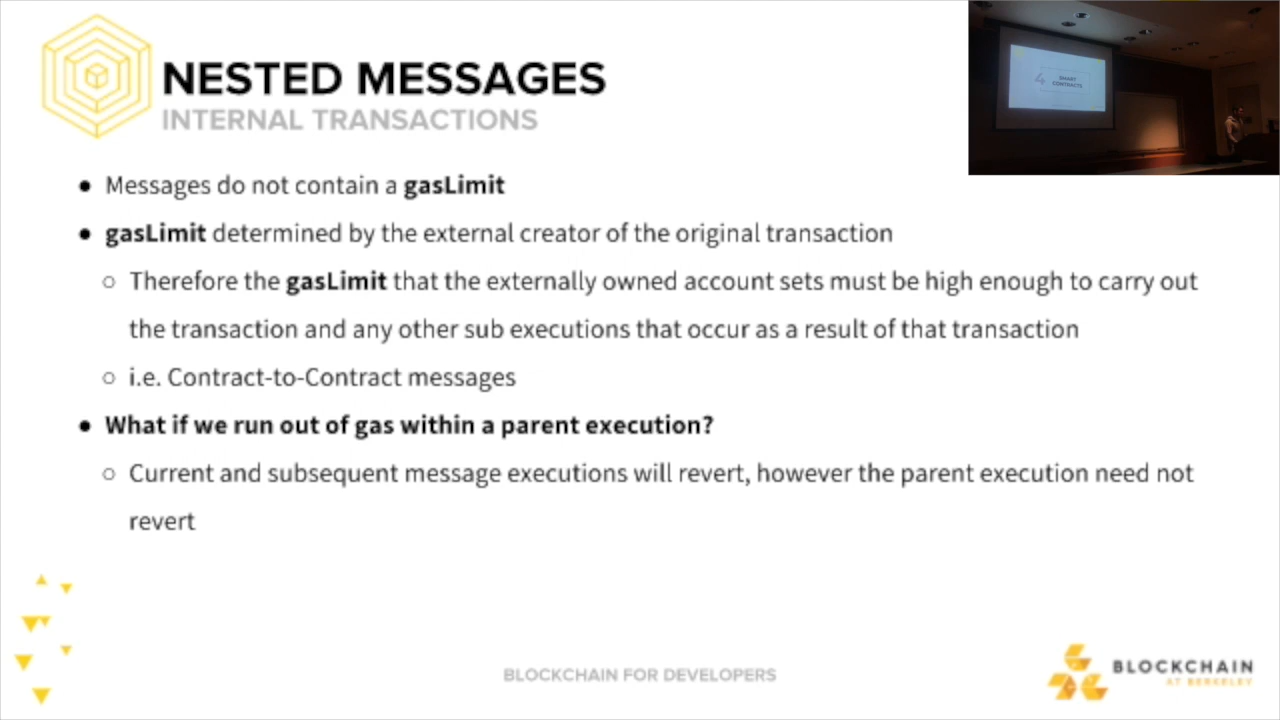 NESTED MESSAGES
INTERNAL TRANSACTIONS
● Messages do not contain a gasLimit
● gasLimit determined by the external creator of the original transaction
○ Therefore the gasLimit that the externally owned account sets must be high enough to carry out
the transaction and any other sub executions that occur as a result of that transaction
○ i.e. Contract-to-Contract messages
● What if we run out of gas within a parent execution?
○ Current and subsequent message executions will revert, however the parent execution need not
revert
4 SMART
CONTRACTS
BLOCKCHAIN FOR DEVELOPERS
BLOCKCHAIN
AT BERKELEY